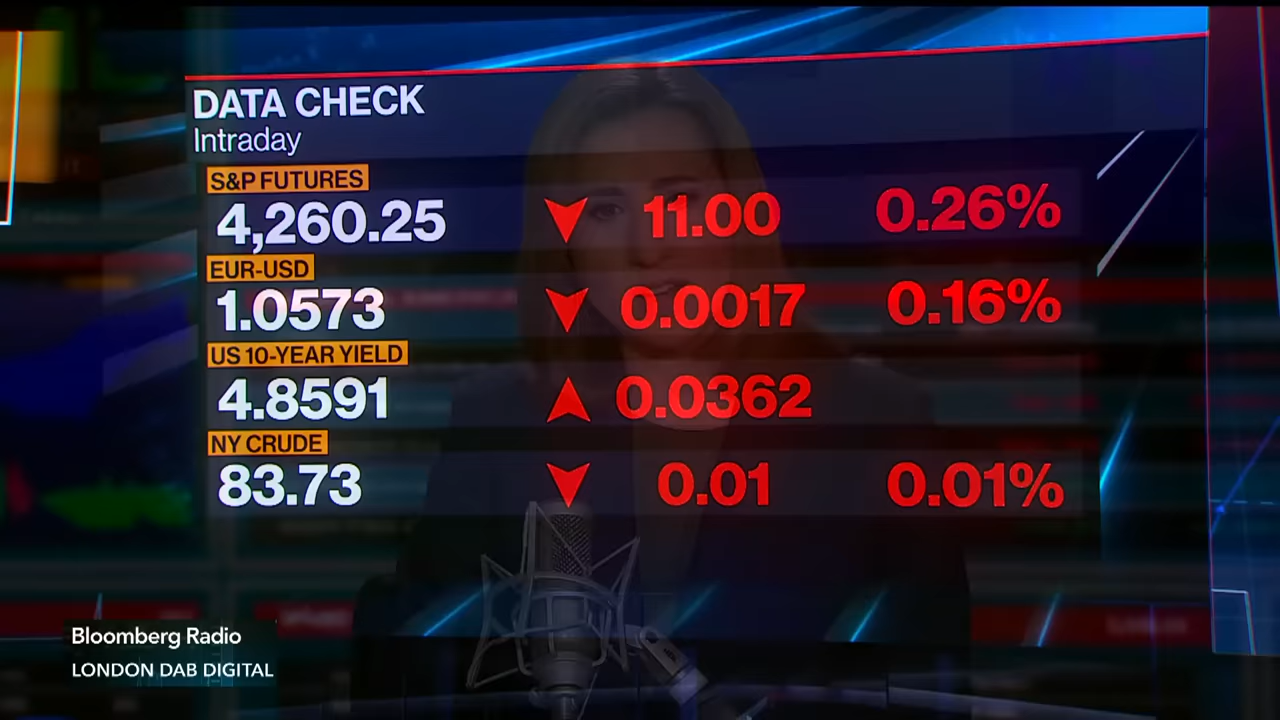 DATA CHECK
Intraday
S&P FUTURES
4,260.25 ▼ 11.00 0.26%
EUR-USD
1.0573 ▼ 0.0017 0.16%
US 10-YEAR YIELD
4.8591 ▲ 0.0362
NY CRUDE
83.73 ▼ 0.01 0.01%
Bloomberg Radio
LONDON DAB DIGITAL